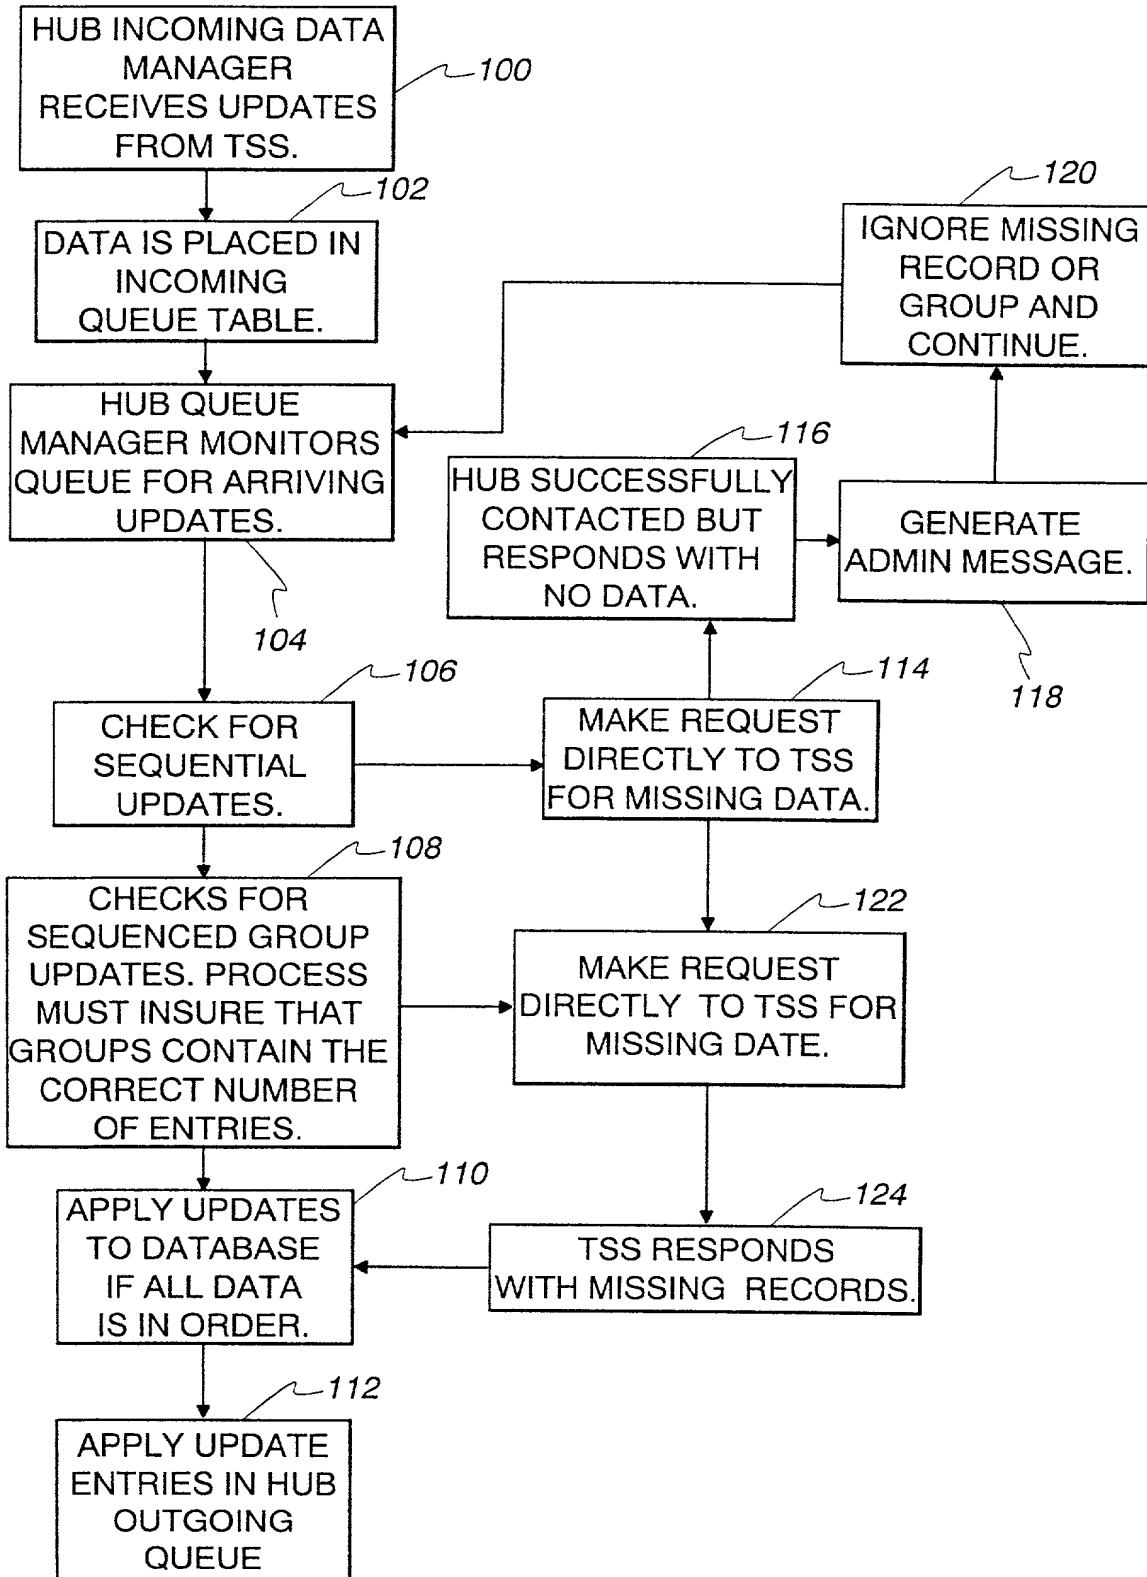 HUB INCOMING DATA
MANAGER
RECEIVES UPDATES
FROM TSS.
100
102
DATA IS PLACED IN
INCOMING
QUEUE TABLE.
120
IGNORE MISSING
RECORD OR
GROUP AND
CONTINUE.
HUB QUEUE
MANAGER MONITORS
QUEUE FOR ARRIVING
UPDATES.
104
116
HUB SUCCESSFULLY
CONTACTED BUT
RESPONDS WITH
NO DATA.
GENERATE
ADMIN MESSAGE.
118
106
CHECK FOR
SEQUENTIAL
UPDATES.
114
MAKE REQUEST
DIRECTLY TO TSS
FOR MISSING DATA.
108
CHECKS FOR
SEQUENCED GROUP
UPDATES. PROCESS
MUST INSURE THAT
GROUPS CONTAIN THE
CORRECT NUMBER
OF ENTRIES.
122
MAKE REQUEST
DIRECTLY TO TSS FOR
MISSING DATE.
110
APPLY UPDATES
TO DATABASE
IF ALL DATA
IS IN ORDER.
124
TSS RESPONDS
WITH MISSING RECORDS.
112
APPLY UPDATE
ENTRIES IN HUB
OUTGOING
QUEUE